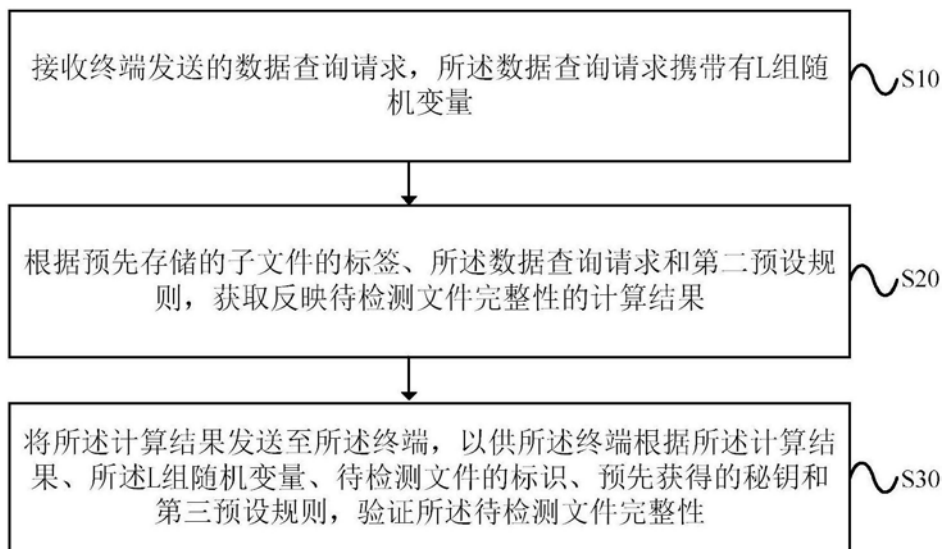 接收终端发送的数据查询请求，所述数据查询请求携带有L组随
机变量
S10
根据预先存储的子文件的标签、所述数据查询请求和第二预设规
则，获取反映待检测文件完整性的计算结果
S20
将所述计算结果发送至所述终端，以供所述终端根据所述计算结
果、所述L组随机变量、待检测文件的标识、预先获得的秘钥和
第三预设规则，验证所述待检测文件完整性
S30